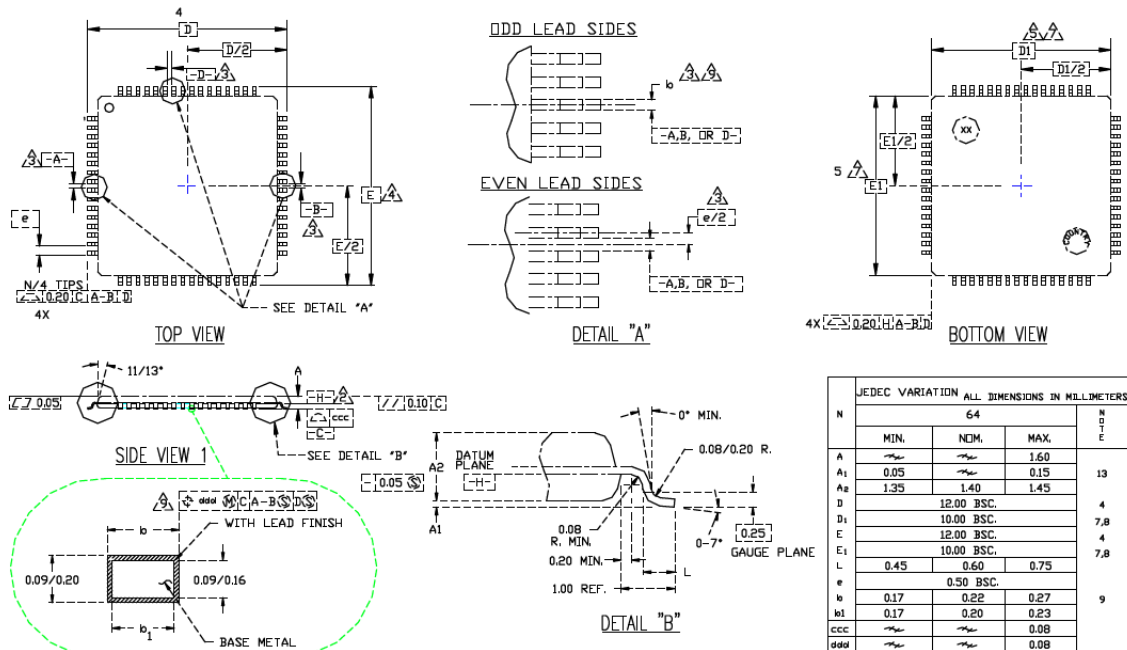 4
D
D/2
-D- 3
3 -A-
e
E 4
-B-
3
E/2
N/4 TIPS
0.20 C A-B D
4X
SEE DETAIL "A"
TOP VIEW
ODD LEAD SIDES
b 3 9
-A,B, OR D-
EVEN LEAD SIDES
3
e/2
-A,B, OR D-
DETAIL "A"
5 7
D1
D1/2
XX
E1/2
5 7
E1
COUNTRY
4X 0.20 H A-B D
BOTTOM VIEW
11/13°
A
0.05
-H- 2
ccc
-C-
// 0.10 C
SIDE VIEW 1
SEE DETAIL "B"
- 0.05 Ⓢ
9 ddd Ⓜ C A-B Ⓢ D Ⓢ
b
WITH LEAD FINISH
0.09/0.20
0.09/0.16
b1
BASE METAL
0° MIN.
0.08/0.20 R.
A2
DATUM
PLANE
-H-
A1
0.08
R. MIN.
0.20 MIN.
0-7°
0.25
GAUGE PLANE
L
1.00 REF.
DETAIL "B"
JEDEC VARIATION ALL DIMENSIONS IN MILLIMETERS
N 64 NOTE
MIN. NOM. MAX.
A 1.60
A1 0.05 0.15 13
A2 1.35 1.40 1.45
D 12.00 BSC. 4
D1 10.00 BSC. 7,8
E 12.00 BSC. 4
E1 10.00 BSC. 7,8
L 0.45 0.60 0.75
e 0.50 BSC.
b 0.17 0.22 0.27 9
b1 0.17 0.20 0.23
ccc 0.08
ddd 0.08